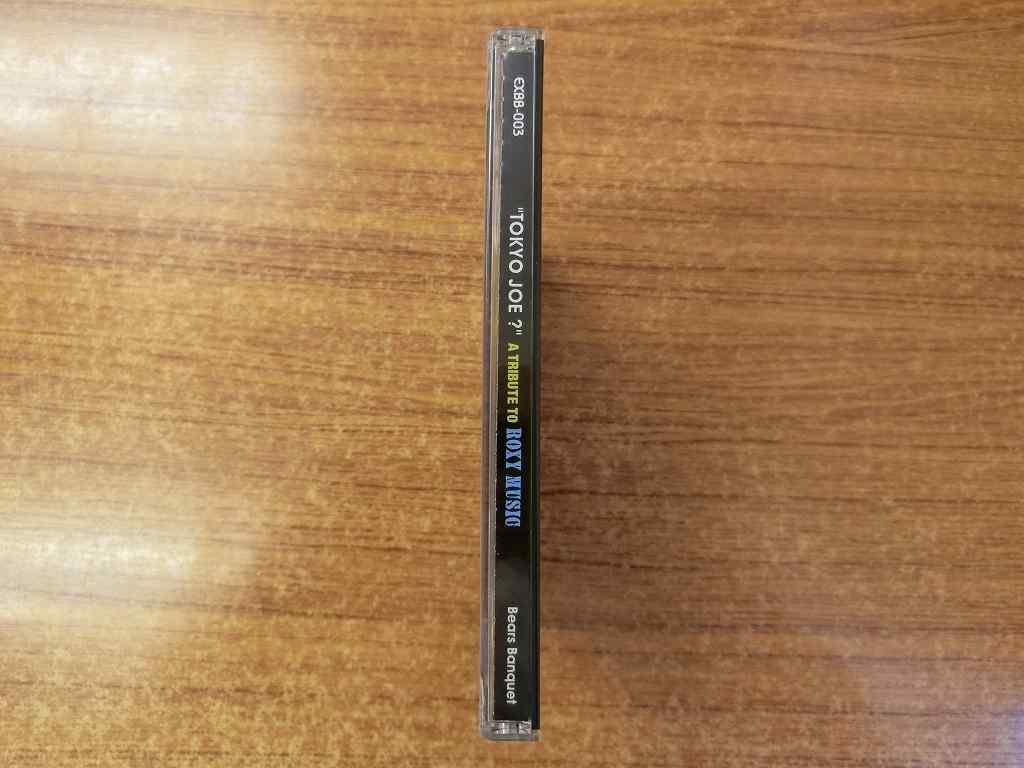 EXBB-003 "TOKYO JOE ?" A TRIBUTE TO ROXY MUSIC Bears Banquet